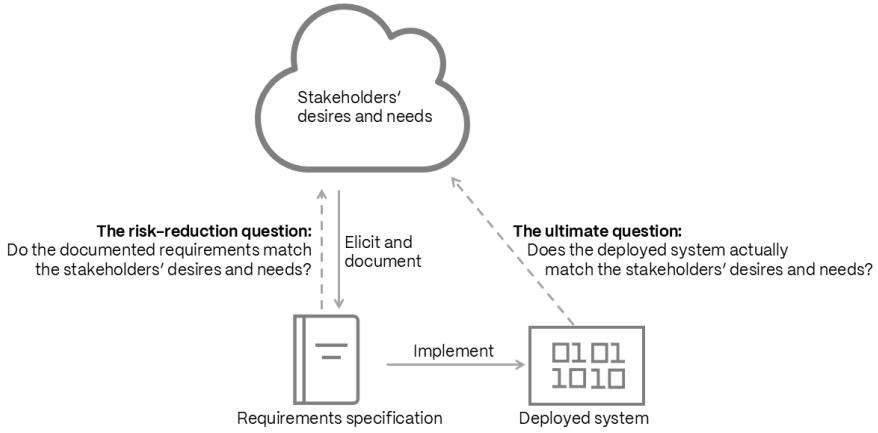 Stakeholders’
desires and needs
The risk–reduction question:
Do the documented requirements match
the stakeholders’ desires and needs?
Elicit and
document
The ultimate question:
Does the deployed system actually
match the stakeholders’ desires and needs?
Implement
0101
1010
Requirements specification
Deployed system